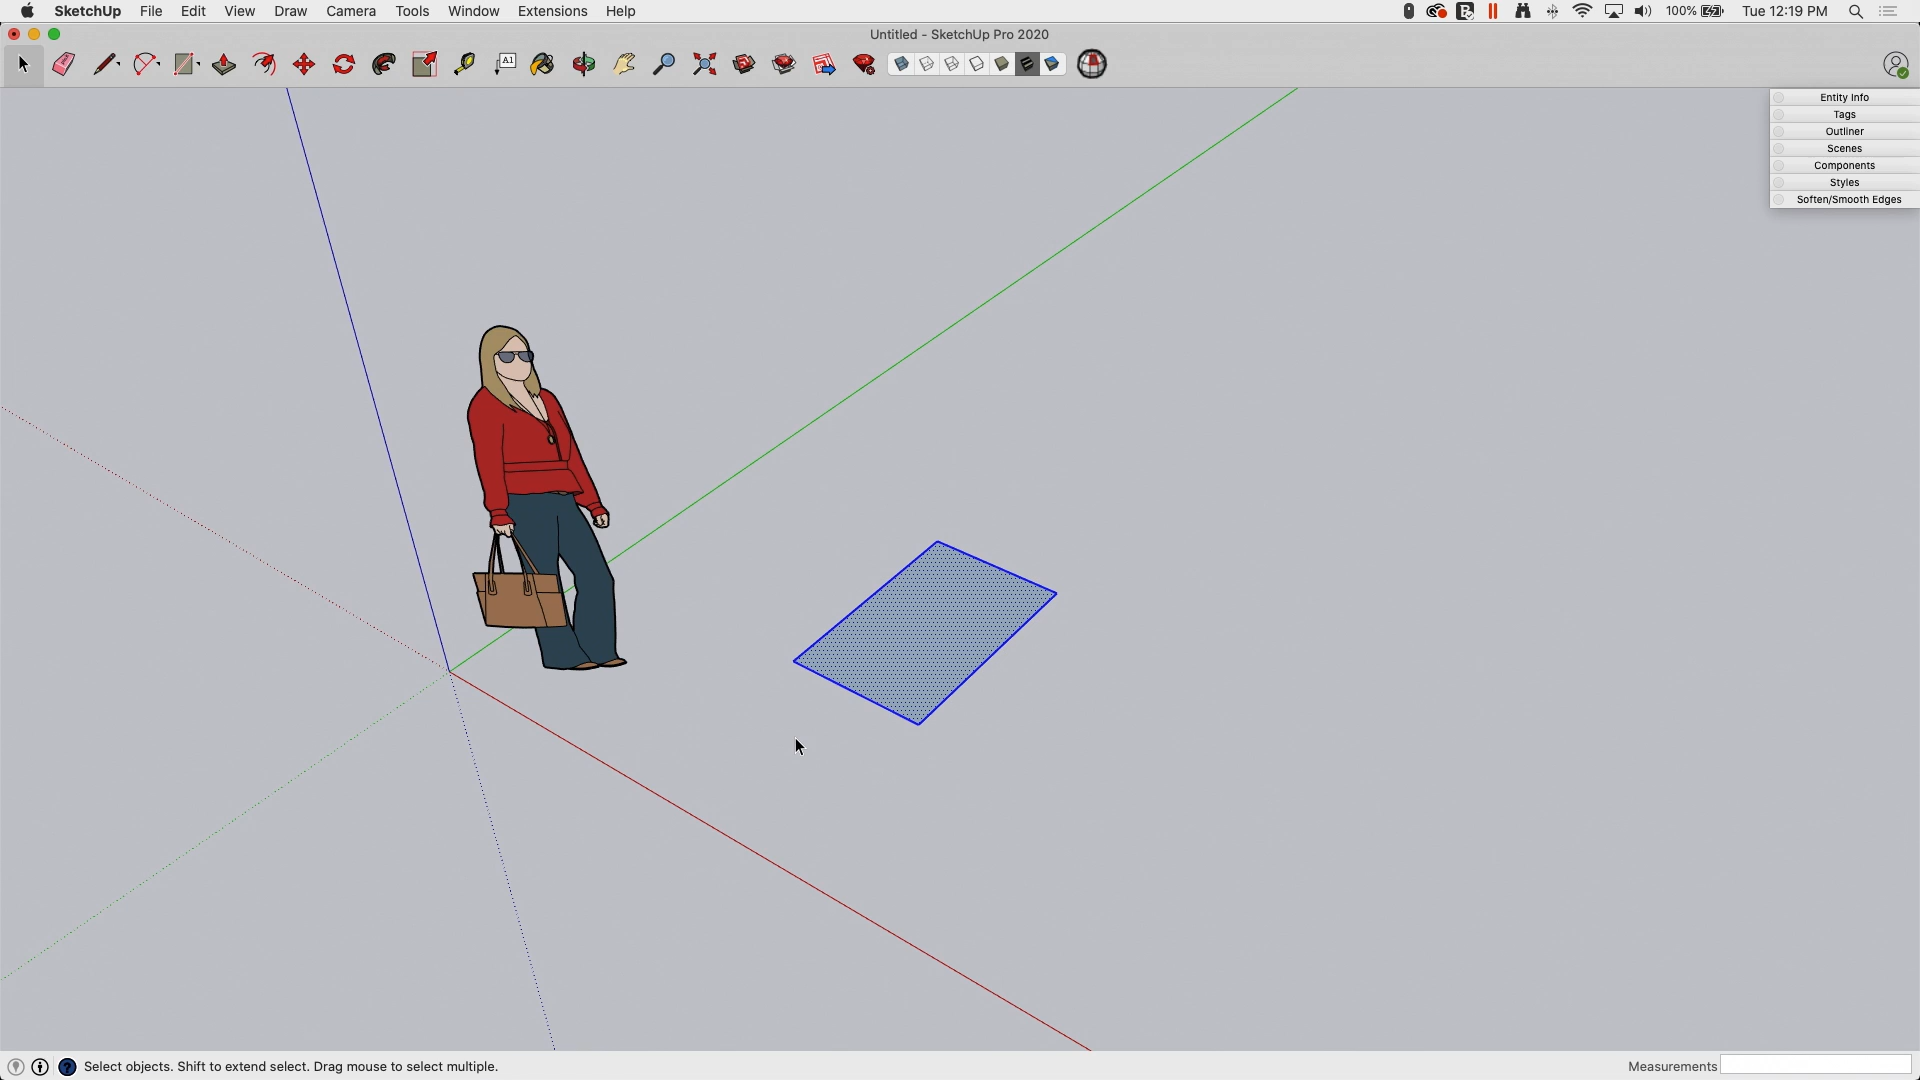 SketchUp File Edit View Draw Camera Tools Window Extensions Help 100% Tue 12:19 PM
Untitled - SketchUp Pro 2020
A1
Entity Info
Tags
Outliner
Scenes
Components
Styles
Soften/Smooth Edges
? Select objects. Shift to extend select. Drag mouse to select multiple. Measurements